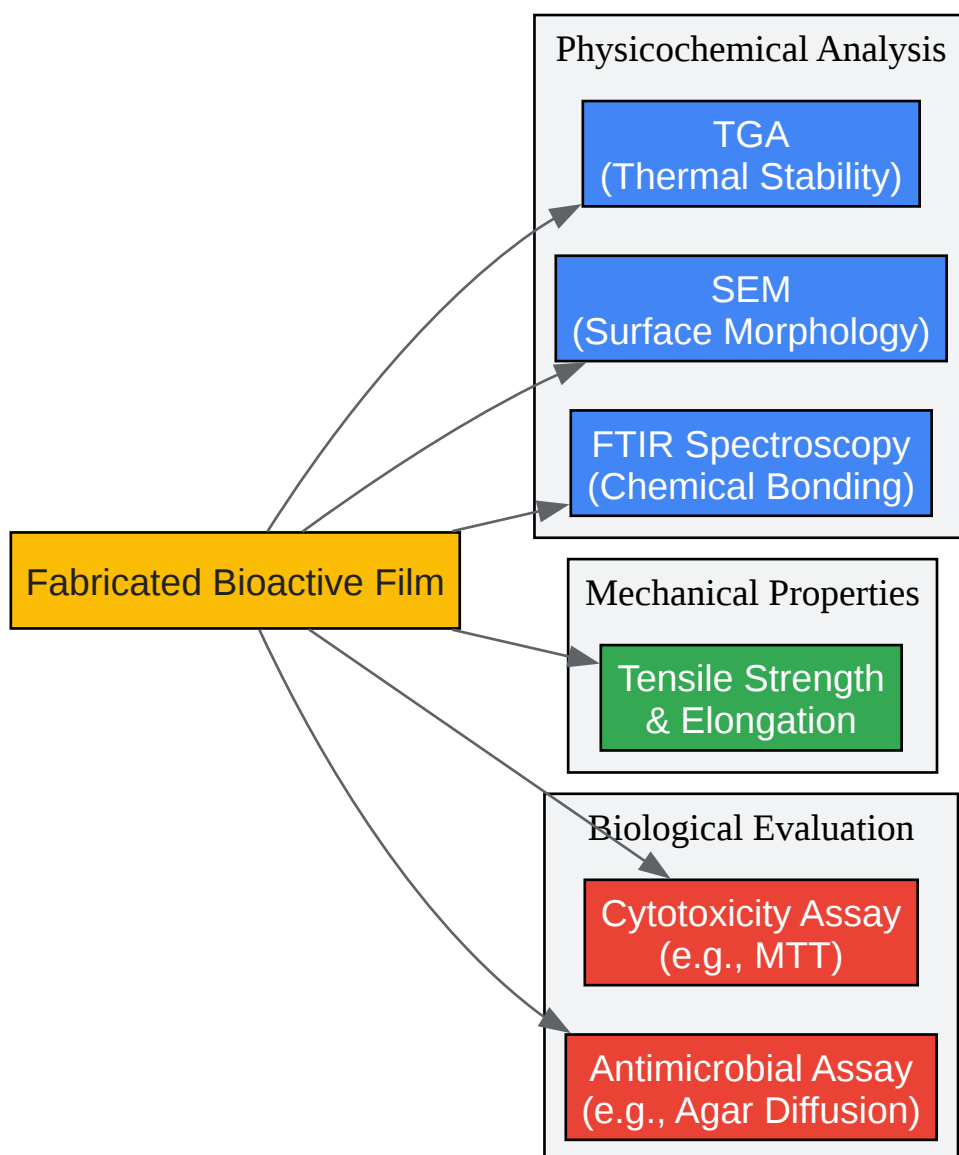 Physicochemical Analysis
TGA
(Thermal Stability)
SEM
(Surface Morphology)
FTIR Spectroscopy
(Chemical Bonding)
Fabricated Bioactive Film
Mechanical Properties
Tensile Strength
& Elongation
Biological Evaluation
Cytotoxicity Assay
(e.g., MTT)
Antimicrobial Assay
(e.g., Agar Diffusion)